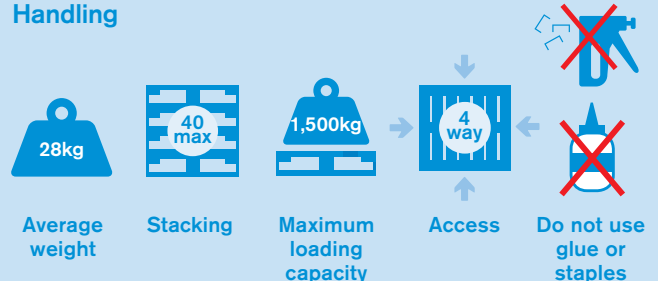 Handling
28kg
40
max
1,500kg
4
way
Average
weight
Stacking
Maximum
loading
capacity
Access
Do not use
glue or
staples